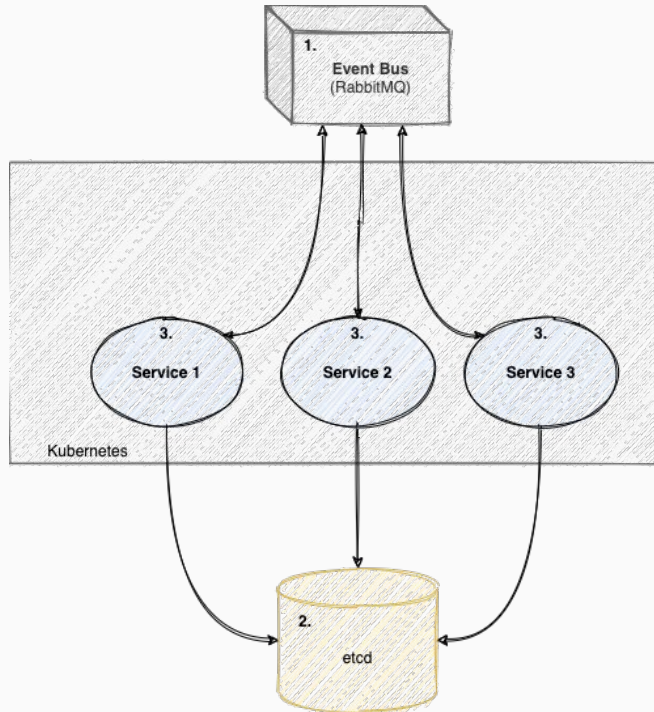 1.
Event Bus
(RabbitMQ)
3.
Service 1
3.
Service 2
3.
Service 3
Kubernetes
2.
etcd